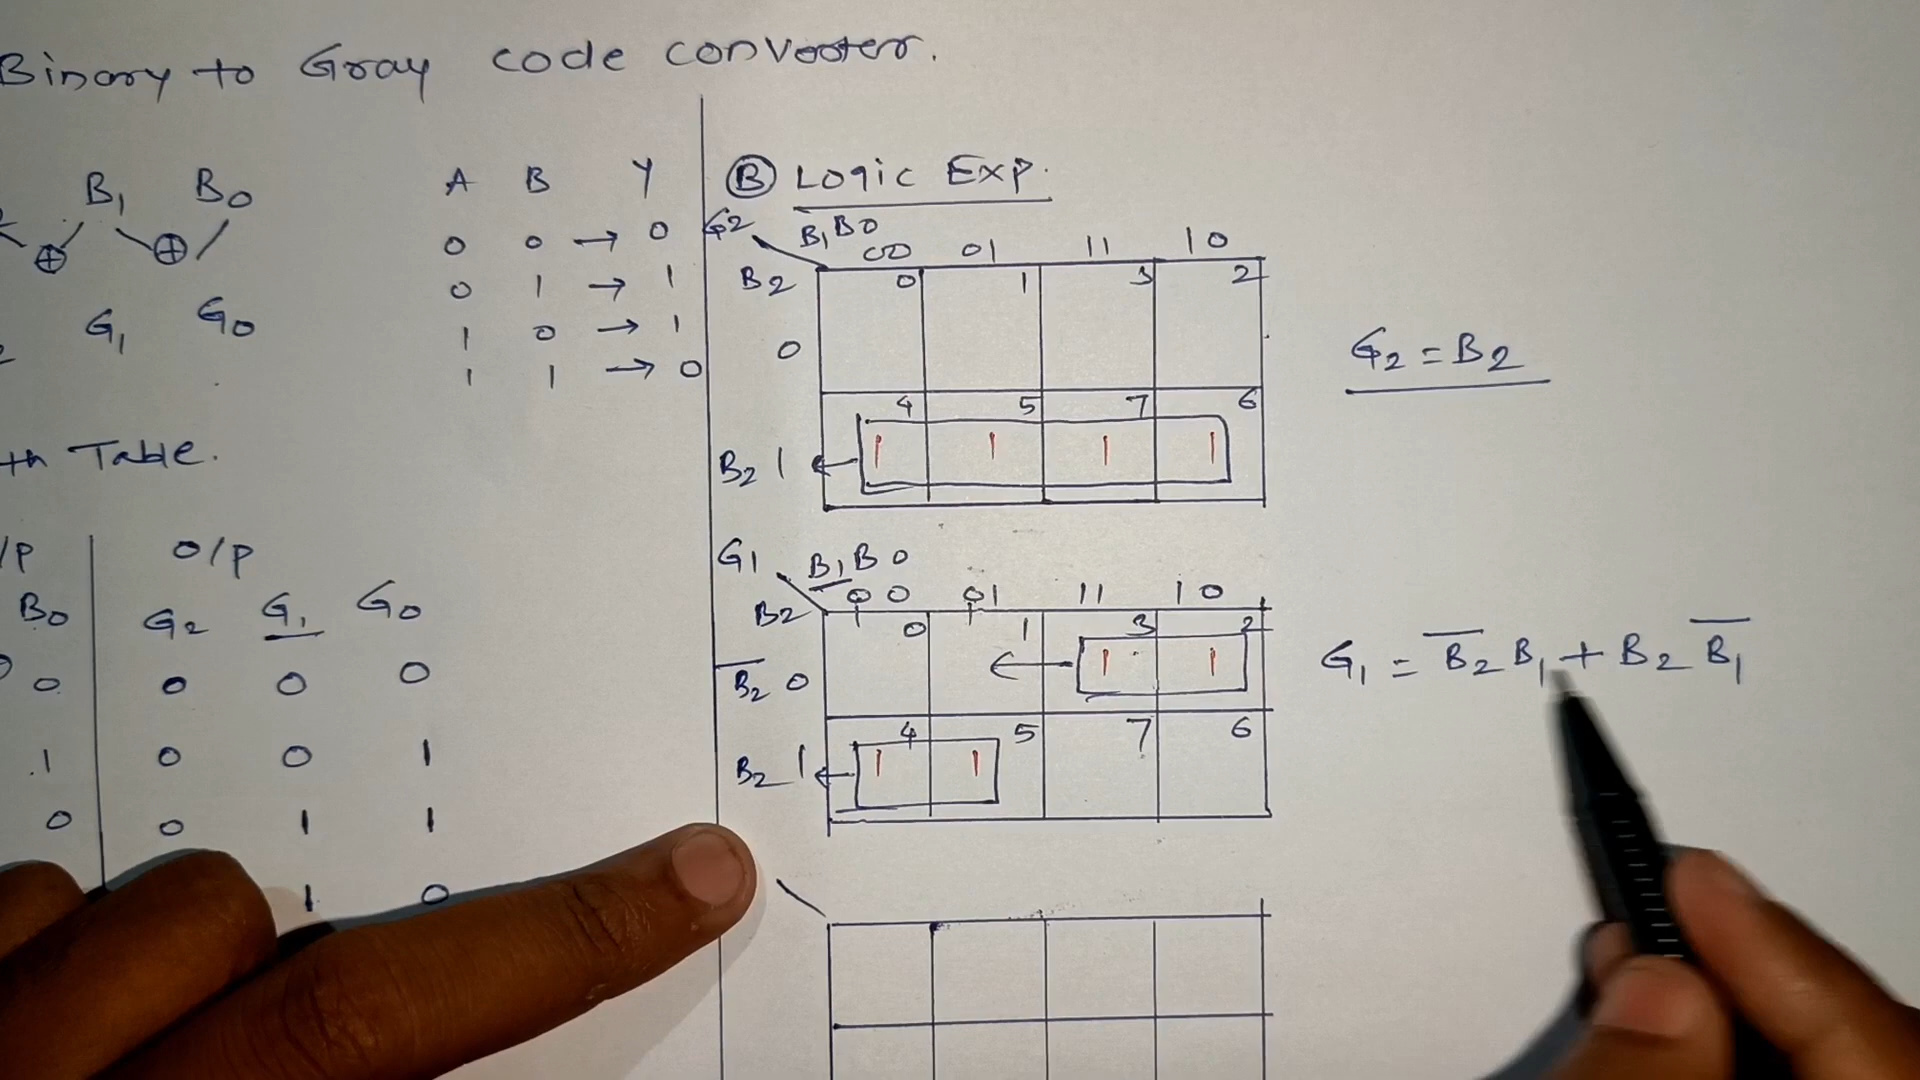 Binary to Gray code converter.
B1 B0
⊕ ⊕
G1 G0
A B Y
0 0 → 0
0 1 → 1
1 0 → 1
1 1 → 0
Table.
/P O/P
B0 G2 G1 G0
0 0 0 0
1 0 0 1
0 0 1 1
1 0
Ⓑ Logic Exp.
G2 B1B0
00 01 11 10
B2 0 1 3 2
0
4 5 7 6
B2 1 1 1 1 1
G2 = B2
G1 B1B0
00 01 11 10
B2 0 1 3 2
B̅2̅ 0 1 1
4 5 7 6
B2 1 1 1
G1 = B̅2 B1 + B2 B̅1